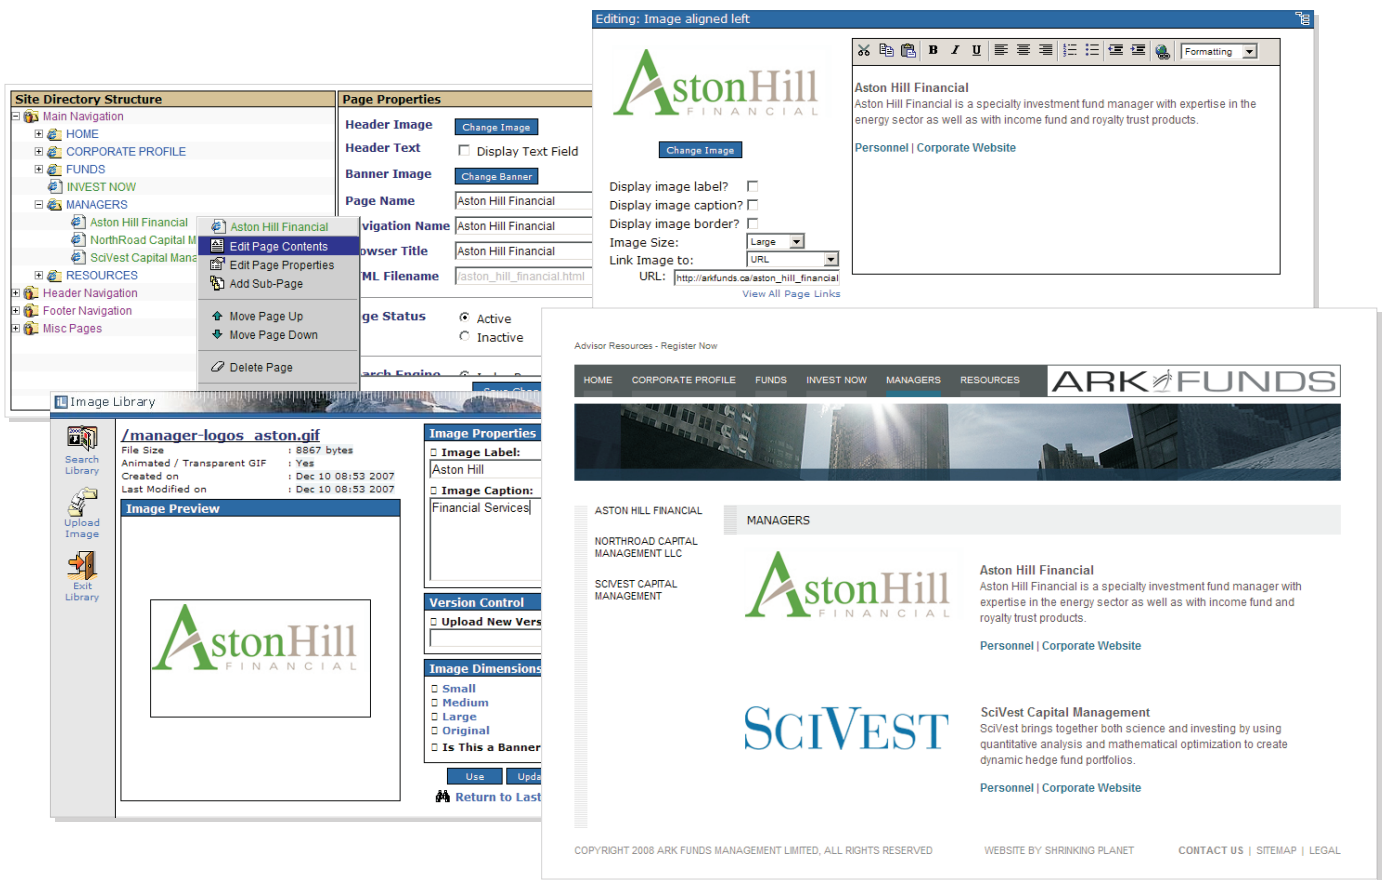 Site Directory Structure
Main Navigation
HOME
CORPORATE PROFILE
FUNDS
INVEST NOW
MANAGERS
Aston Hill Financial
NorthRoad Capital M
SciVest Capital Mana
RESOURCES
Header Navigation
Footer Navigation
Misc Pages
Aston Hill Financial
Edit Page Contents
Edit Page Properties
Add Sub-Page
Move Page Up
Move Page Down
Delete Page
Page Properties
Header Image Change Image
Header Text Display Text Field
Banner Image Change Banner
Page Name Aston Hill Financial
vigation Name Aston Hill Financial
owser Title Aston Hill Financial
ML Filename /aston_hill_financial.html
ge Status Active
Inactive
Editing: Image aligned left
AstonHill
FINANCIAL
Change Image
Display image label?
Display image caption?
Display image border?
Image Size: Large
Link Image to: URL
URL: http://arkfunds.ca/aston_hill_financial
View All Page Links
B I U Formatting
Aston Hill Financial
Aston Hill Financial is a specialty investment fund manager with expertise in the
energy sector as well as with income fund and royalty trust products.
Personnel | Corporate Website
iL Image Library
Search
Library
Upload
Image
Exit
Library
/manager-logos_aston.gif
File Size : 8867 bytes
Animated / Transparent GIF : Yes
Created on : Dec 10 08:53 2007
Last Modified on : Dec 10 08:53 2007
Image Preview
AstonHill
FINANCIAL
Image Properties
Image Label:
Aston Hill
Image Caption:
Financial Services
Version Control
Upload New Vers
Image Dimensions
Small
Medium
Large
Original
Is This a Banner
Use Upda
Return to Last
Advisor Resources - Register Now
HOME CORPORATE PROFILE FUNDS INVEST NOW MANAGERS RESOURCES ARK FUNDS
ASTON HILL FINANCIAL
NORTHROAD CAPITAL
MANAGEMENT LLC
SCIVEST CAPITAL
MANAGEMENT
MANAGERS
AstonHill
FINANCIAL
Aston Hill Financial
Aston Hill Financial is a specialty investment fund manager with
expertise in the energy sector as well as with income fund and
royalty trust products.
Personnel | Corporate Website
SCIVEST
SciVest Capital Management
SciVest brings together both science and investing by using
quantitative analysis and mathematical optimization to create
dynamic hedge fund portfolios.
Personnel | Corporate Website
COPYRIGHT 2008 ARK FUNDS MANAGEMENT LIMITED, ALL RIGHTS RESERVED WEBSITE BY SHRINKING PLANET CONTACT US | SITEMAP | LEGAL